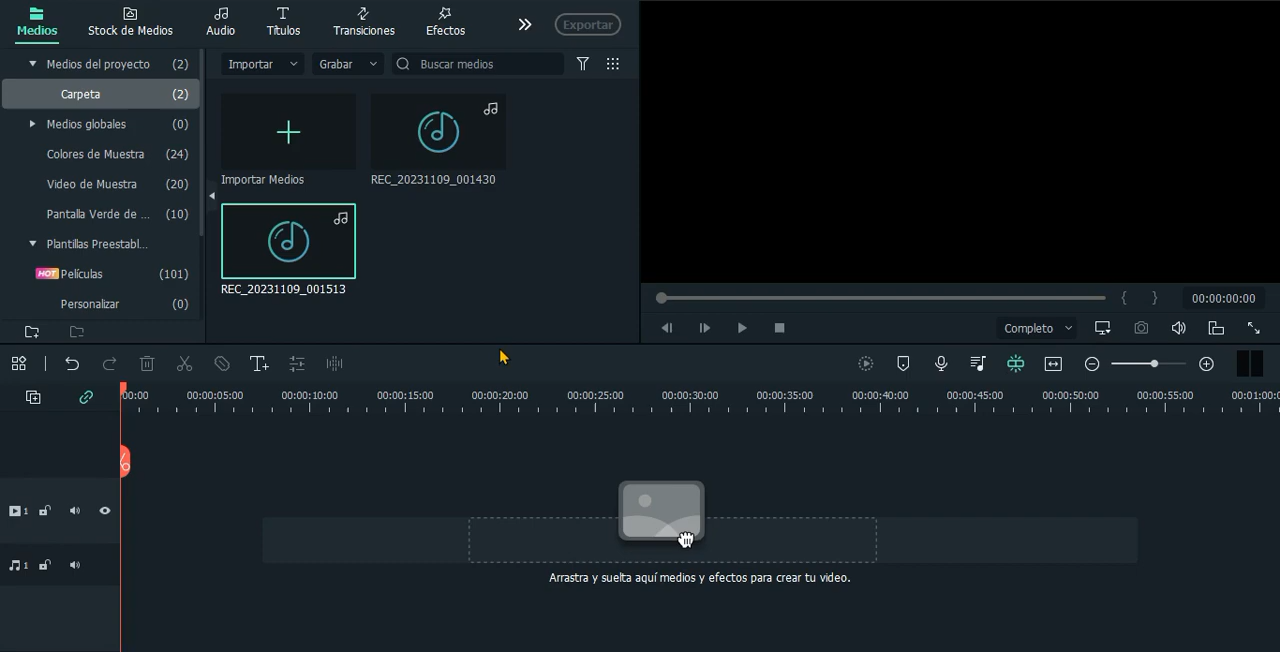 Medios
Stock de Medios
Audio
Títulos
Transiciones
Efectos
Exportar
Medios del proyecto (2)
Carpeta (2)
Medios globales (0)
Colores de Muestra (24)
Video de Muestra (20)
Pantalla Verde de ... (10)
Plantillas Preestabl...
HOT Películas (101)
Personalizar (0)
Importar
Grabar
Buscar medios
Importar Medios
REC_20231109_001430
REC_20231109_001513
{ }
00:00:00:00
Completo
00:00 00:00:05:00 00:00:10:00 00:00:15:00 00:00:20:00 00:00:25:00 00:00:30:00 00:00:35:00 00:00:40:00 00:00:45:00 00:00:50:00 00:00:55:00 00:01:00:0
1
1
Arrastra y suelta aquí medios y efectos para crear tu video.